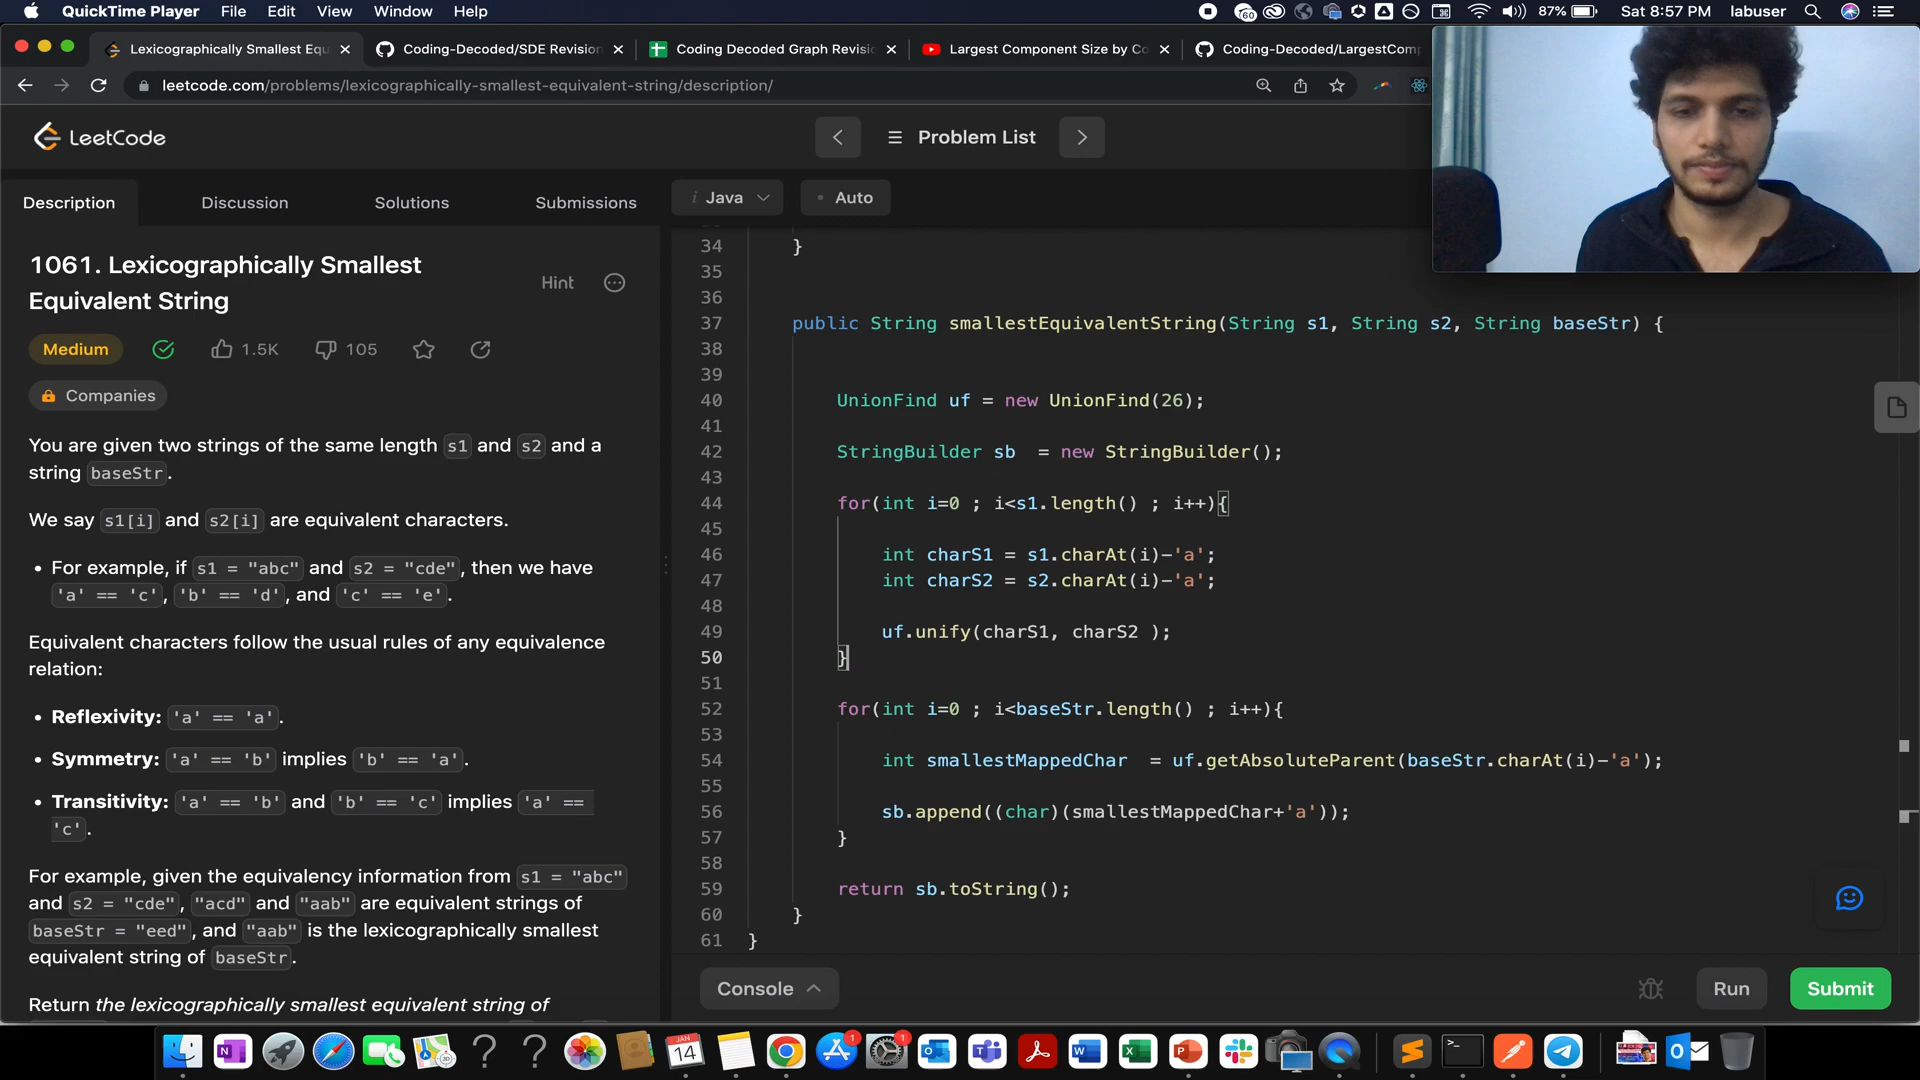 QuickTime Player File Edit View Window Help 60 87% Sat 8:57 PM labuser
Lexicographically Smallest Equ Coding-Decoded/SDE Revision Coding Decoded Graph Revisi Largest Component Size by Co Coding-Decoded/LargestComp
leetcode.com/problems/lexicographically-smallest-equivalent-string/description/
LeetCode
Problem List
Description Discussion Solutions Submissions
i Java Auto
1061. Lexicographically Smallest
Equivalent String
Hint
Medium 1.5K 105
Companies
You are given two strings of the same length s1 and s2 and a
string baseStr.
We say s1[i] and s2[i] are equivalent characters.
• For example, if s1 = "abc" and s2 = "cde", then we have
'a' == 'c', 'b' == 'd', and 'c' == 'e'.
Equivalent characters follow the usual rules of any equivalence
relation:
• Reflexivity: 'a' == 'a'.
• Symmetry: 'a' == 'b' implies 'b' == 'a'.
• Transitivity: 'a' == 'b' and 'b' == 'c' implies 'a' ==
'c'.
For example, given the equivalency information from s1 = "abc"
and s2 = "cde", "acd" and "aab" are equivalent strings of
baseStr = "eed", and "aab" is the lexicographically smallest
equivalent string of baseStr.
Return the lexicographically smallest equivalent string of
34 }
35
36
37 public String smallestEquivalentString(String s1, String s2, String baseStr) {
38
39
40 UnionFind uf = new UnionFind(26);
41
42 StringBuilder sb = new StringBuilder();
43
44 for(int i=0 ; i<s1.length() ; i++){
45
46 int charS1 = s1.charAt(i)-'a';
47 int charS2 = s2.charAt(i)-'a';
48
49 uf.unify(charS1, charS2 );
50 }
51
52 for(int i=0 ; i<baseStr.length() ; i++){
53
54 int smallestMappedChar = uf.getAbsoluteParent(baseStr.charAt(i)-'a');
55
56 sb.append((char)(smallestMappedChar+'a'));
57 }
58
59 return sb.toString();
60 }
61 }
Console Run Submit
JAN
14
1
1